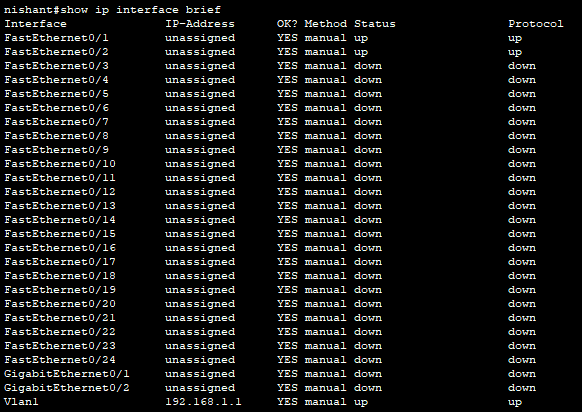 nishant#show ip interface brief
Interface IP-Address OK? Method Status Protocol
FastEthernet0/1 unassigned YES manual up up
FastEthernet0/2 unassigned YES manual up up
FastEthernet0/3 unassigned YES manual down down
FastEthernet0/4 unassigned YES manual down down
FastEthernet0/5 unassigned YES manual down down
FastEthernet0/6 unassigned YES manual down down
FastEthernet0/7 unassigned YES manual down down
FastEthernet0/8 unassigned YES manual down down
FastEthernet0/9 unassigned YES manual down down
FastEthernet0/10 unassigned YES manual down down
FastEthernet0/11 unassigned YES manual down down
FastEthernet0/12 unassigned YES manual down down
FastEthernet0/13 unassigned YES manual down down
FastEthernet0/14 unassigned YES manual down down
FastEthernet0/15 unassigned YES manual down down
FastEthernet0/16 unassigned YES manual down down
FastEthernet0/17 unassigned YES manual down down
FastEthernet0/18 unassigned YES manual down down
FastEthernet0/19 unassigned YES manual down down
FastEthernet0/20 unassigned YES manual down down
FastEthernet0/21 unassigned YES manual down down
FastEthernet0/22 unassigned YES manual down down
FastEthernet0/23 unassigned YES manual down down
FastEthernet0/24 unassigned YES manual down down
GigabitEthernet0/1 unassigned YES manual down down
GigabitEthernet0/2 unassigned YES manual down down
Vlan1 192.168.1.1 YES manual up up